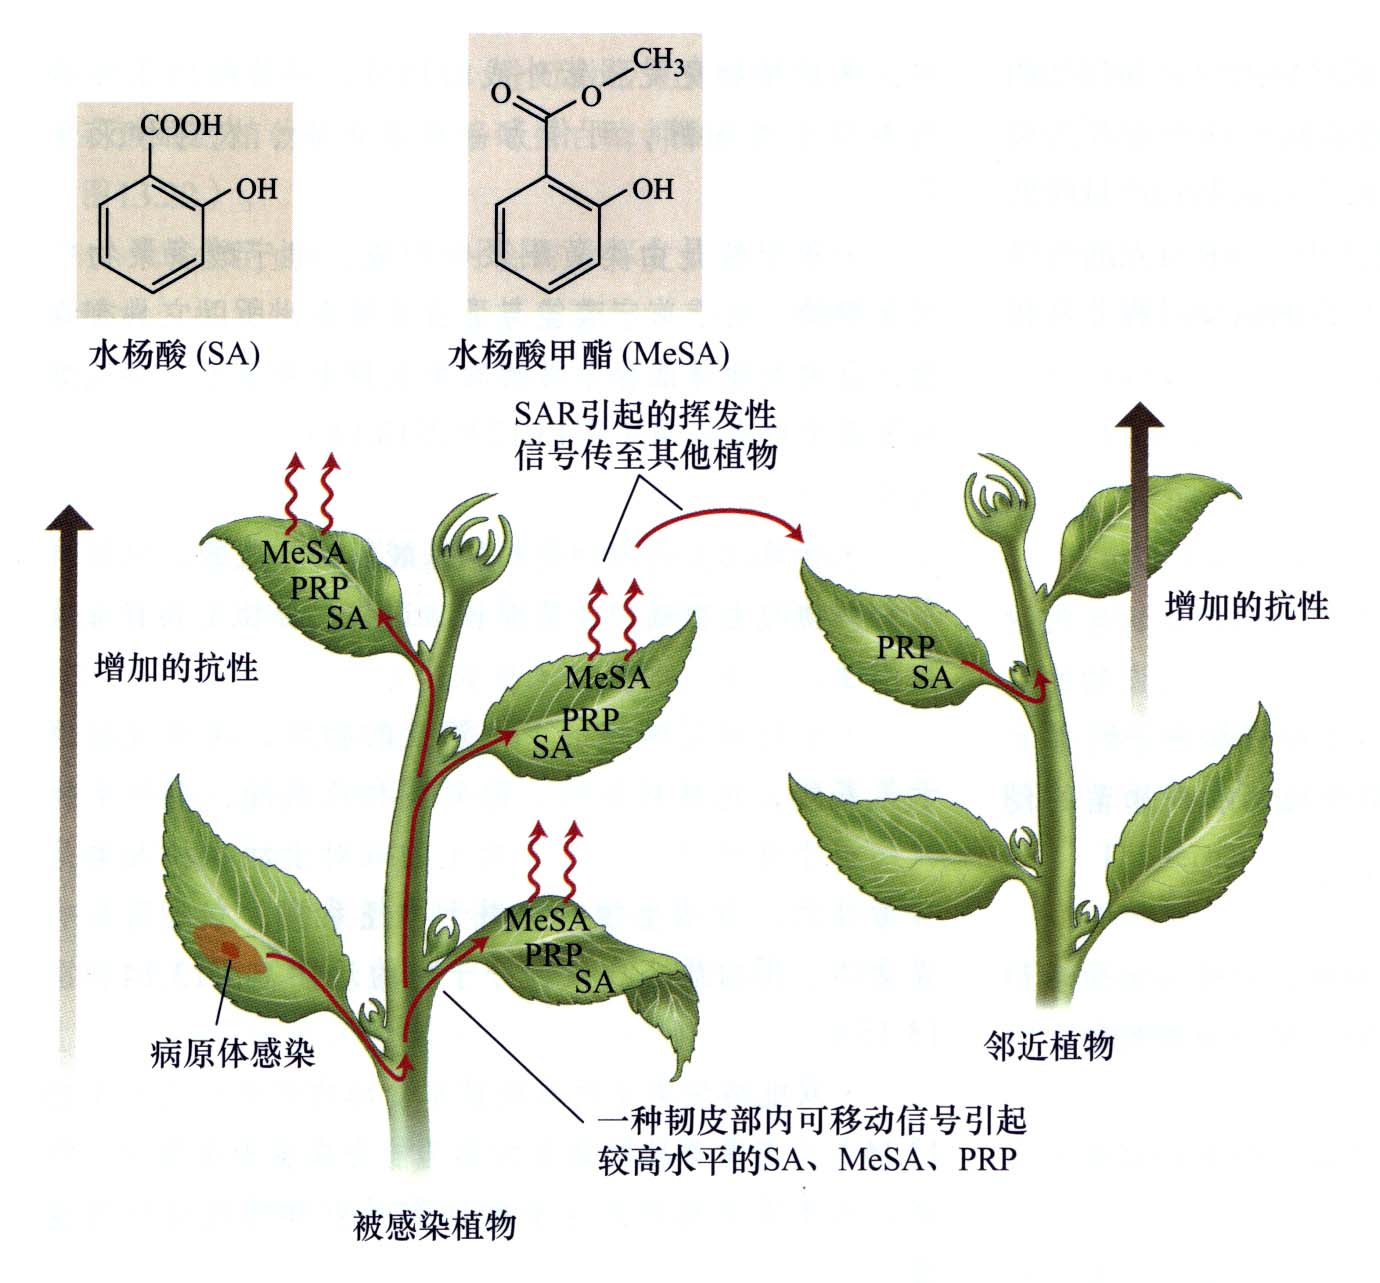 COOH
OH
水杨酸 (SA)
O
O
CH3
OH
水杨酸甲酯 (MeSA)
SAR引起的挥发性
信号传至其他植物
MeSA
PRP
SA
增加的抗性
MeSA
PRP
SA
MeSA
PRP
SA
病原体感染
一种韧皮部内可移动信号引起
较高水平的SA、MeSA、PRP
被感染植物
PRP
SA
增加的抗性
邻近植物